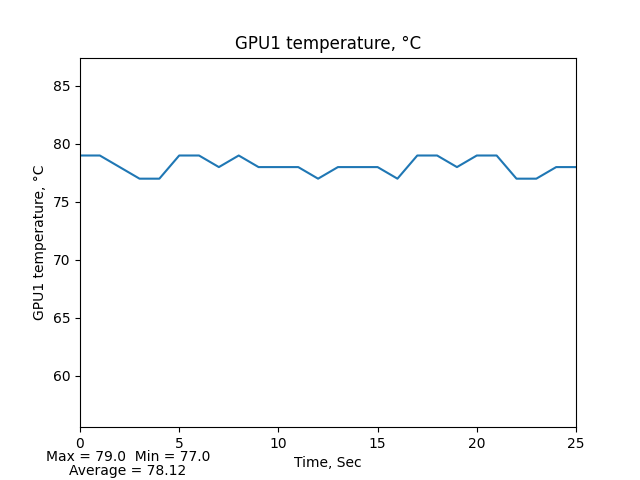 GPU1 temperature, °C
85
80
75
70
65
60
GPU1 temperature, °C
0 5 10 15 20 25
Time, Sec
Max = 79.0 Min = 77.0
Average = 78.12